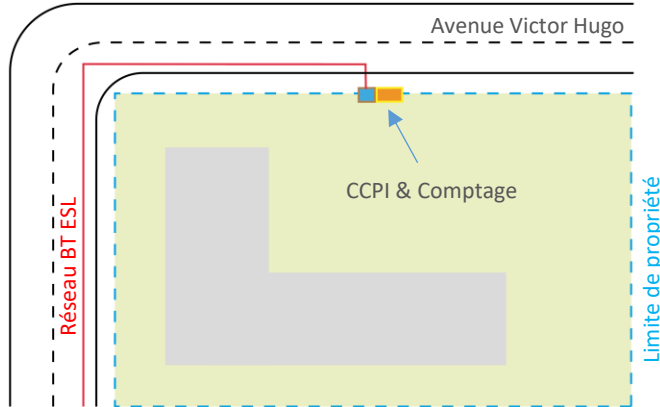 Avenue Victor Hugo
CCPI & Comptage
Réseau BT ESL
Limite de propriété